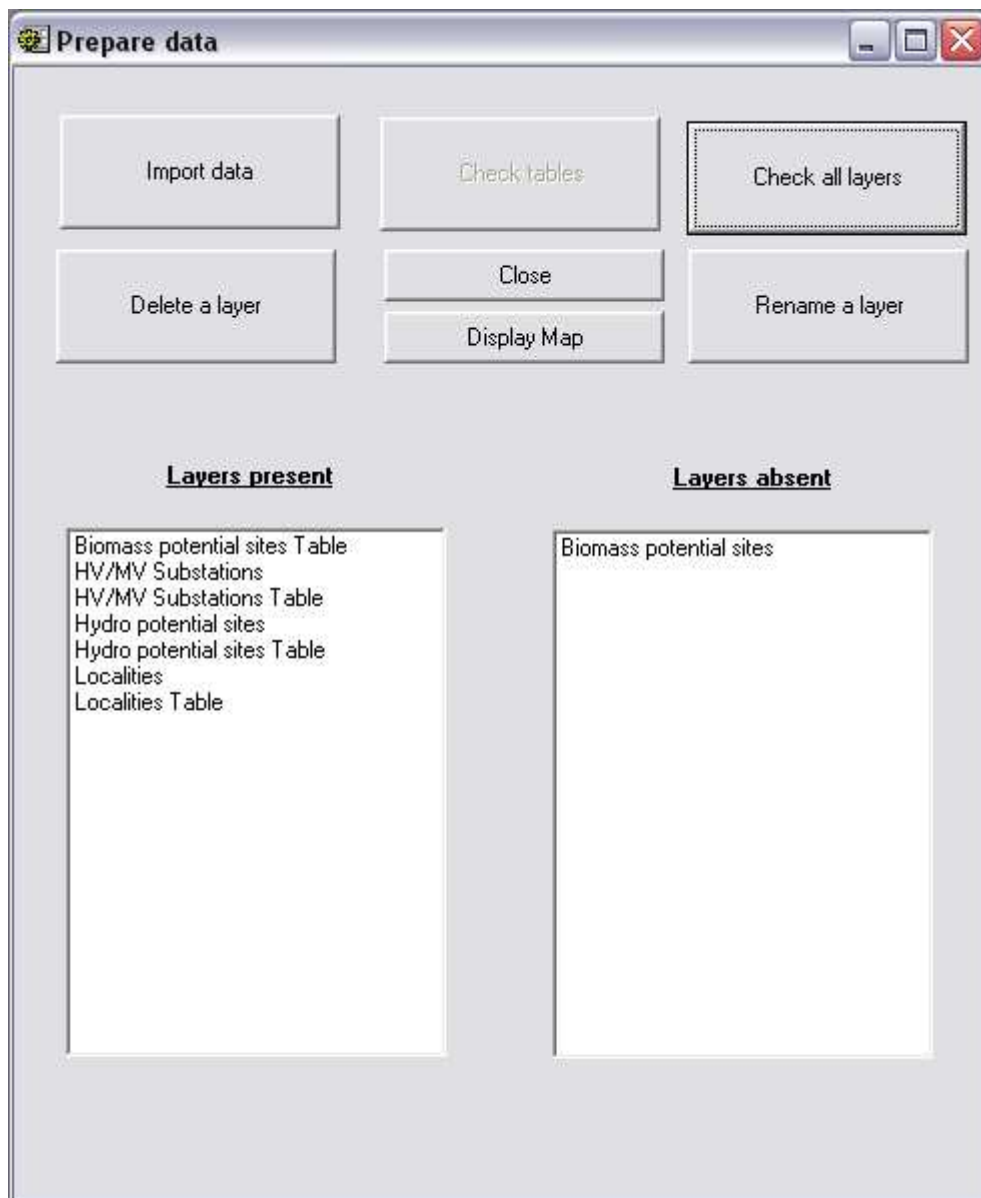 Prepare data
Import data
Check tables
Check all layers
Delete a layer
Close
Display Map
Rename a layer
Layers present
Layers absent
Biomass potential sites Table
HV/MV Substations
HV/MV Substations Table
Hydro potential sites
Hydro potential sites Table
Localities
Localities Table
Biomass potential sites